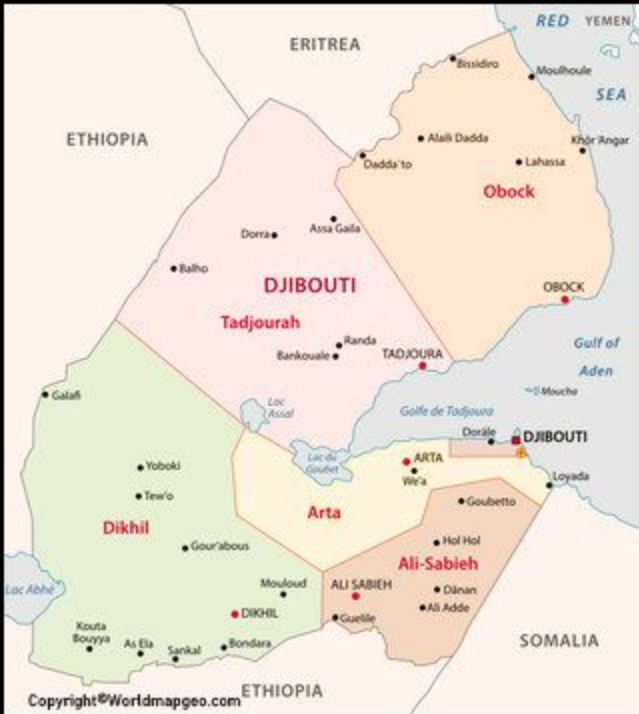 RED
YEMEN
ERITREA
Bissidiro
Moulhoule
SEA
ETHIOPIA
Alaili Dadda
Khôr 'Angar
Dadda'to
Lahassa
Obock
Assa Gaila
Dorra
Balho
DJIBOUTI
OBOCK
Tadjourah
Randa
Bankouale
TADJOURA
Gulf of
Aden
Moucha
Galafi
Lac
Assal
Golfe de Tadjoura
Doràle
DJIBOUTI
Lac du
Goubet
ARTA
We'a
Yoboki
Loyada
Tew'o
Goubetto
Arta
Dikhil
Hol Hol
Gour'abous
Ali-Sabieh
Lac Abhé
Mouloud
ALI SABIEH
Dânan
Ali Adde
DIKHIL
Guelile
Kouta
Bouyya
As Ela
Sankal
Bondara
SOMALIA
ETHIOPIA
Copyright©Worldmapgeo.com